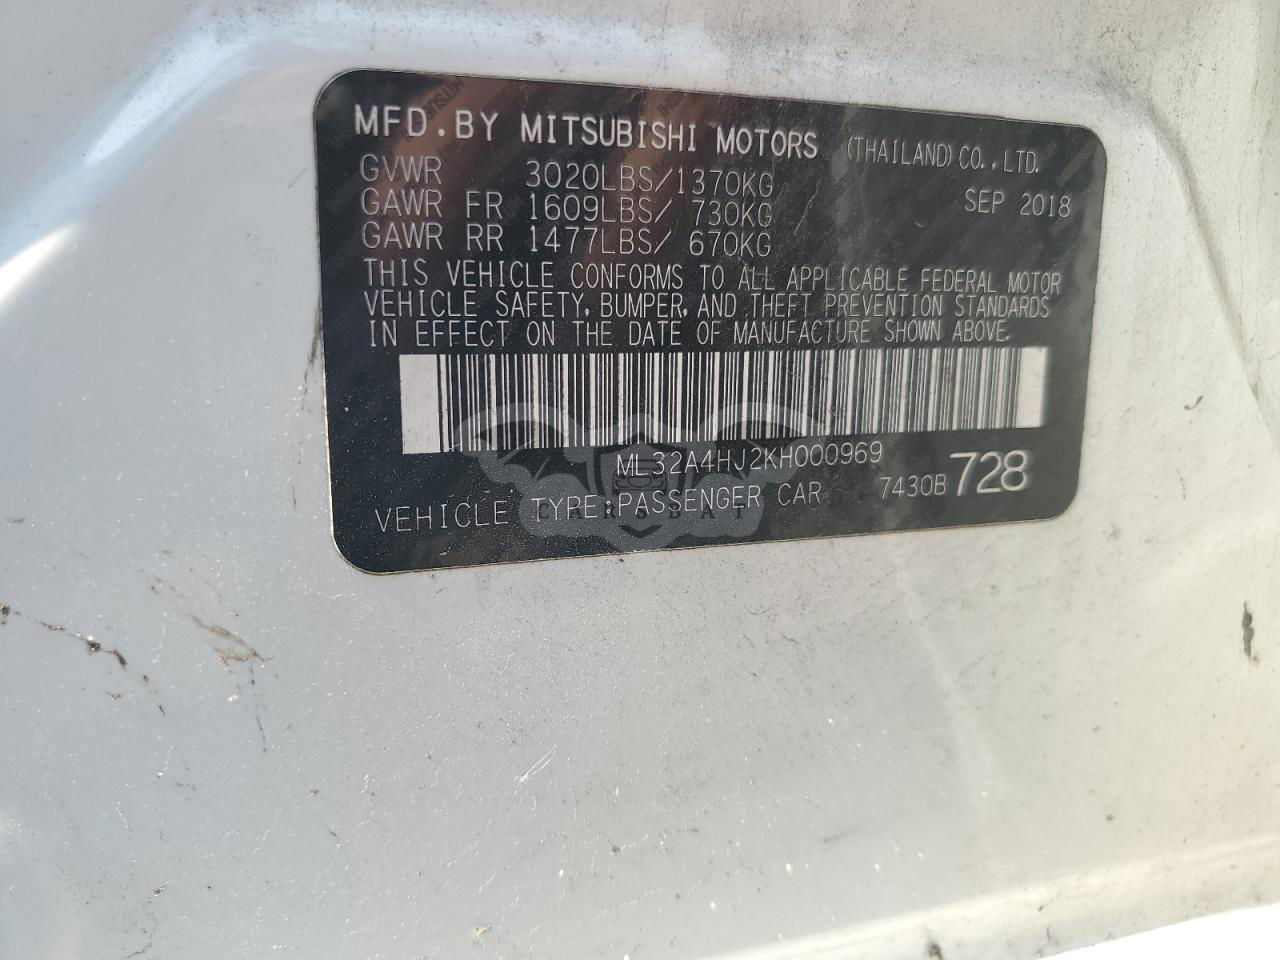 MFD.BY MITSUBISHI MOTORS (THAILAND) CO., LTD.
GVWR 3020LBS/1370KG SEP 2018
GAWR FR 1609LBS/ 730KG
GAWR RR 1477LBS/ 670KG
THIS VEHICLE CONFORMS TO ALL APPLICABLE FEDERAL MOTOR
VEHICLE SAFETY, BUMPER, AND THEFT PREVENTION STANDARDS
IN EFFECT ON THE DATE OF MANUFACTURE SHOWN ABOVE.
ML32A4HJ2KH000969
VEHICLE TYPE:PASSENGER CAR 7430B 728
CARSBAT